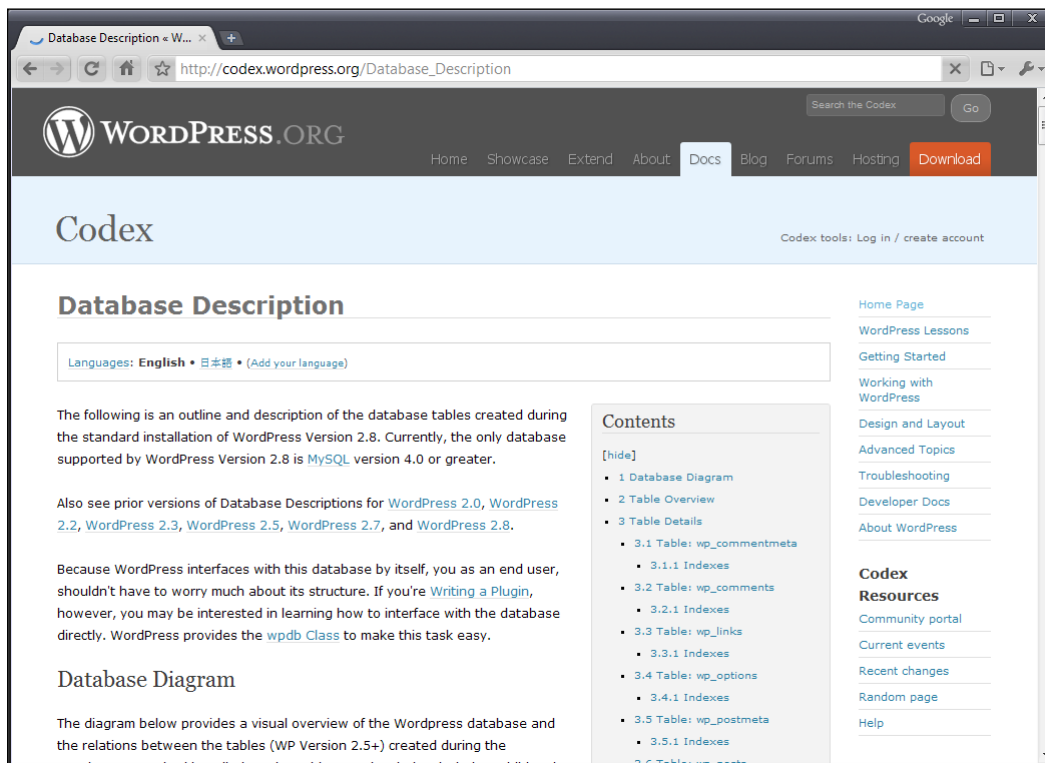 Google
Database Description « W...
http://codex.wordpress.org/Database_Description
Search the Codex
Go
WORDPRESS.ORG
Home Showcase Extend About Docs Blog Forums Hosting Download
Codex
Codex tools: Log in / create account
Database Description
Languages: English • 日本語 • (Add your language)
The following is an outline and description of the database tables created during
the standard installation of WordPress Version 2.8. Currently, the only database
supported by WordPress Version 2.8 is MySQL version 4.0 or greater.
Also see prior versions of Database Descriptions for WordPress 2.0, WordPress
2.2, WordPress 2.3, WordPress 2.5, WordPress 2.7, and WordPress 2.8.
Because WordPress interfaces with this database by itself, you as an end user,
shouldn't have to worry much about its structure. If you're Writing a Plugin,
however, you may be interested in learning how to interface with the database
directly. WordPress provides the wpdb Class to make this task easy.
Database Diagram
The diagram below provides a visual overview of the Wordpress database and
the relations between the tables (WP Version 2.5+) created during the
Contents
[hide]
1 Database Diagram
2 Table Overview
3 Table Details
3.1 Table: wp_commentmeta
3.1.1 Indexes
3.2 Table: wp_comments
3.2.1 Indexes
3.3 Table: wp_links
3.3.1 Indexes
3.4 Table: wp_options
3.4.1 Indexes
3.5 Table: wp_postmeta
3.5.1 Indexes
3.6 Table: wp_posts
Home Page
WordPress Lessons
Getting Started
Working with
WordPress
Design and Layout
Advanced Topics
Troubleshooting
Developer Docs
About WordPress
Codex
Resources
Community portal
Current events
Recent changes
Random page
Help